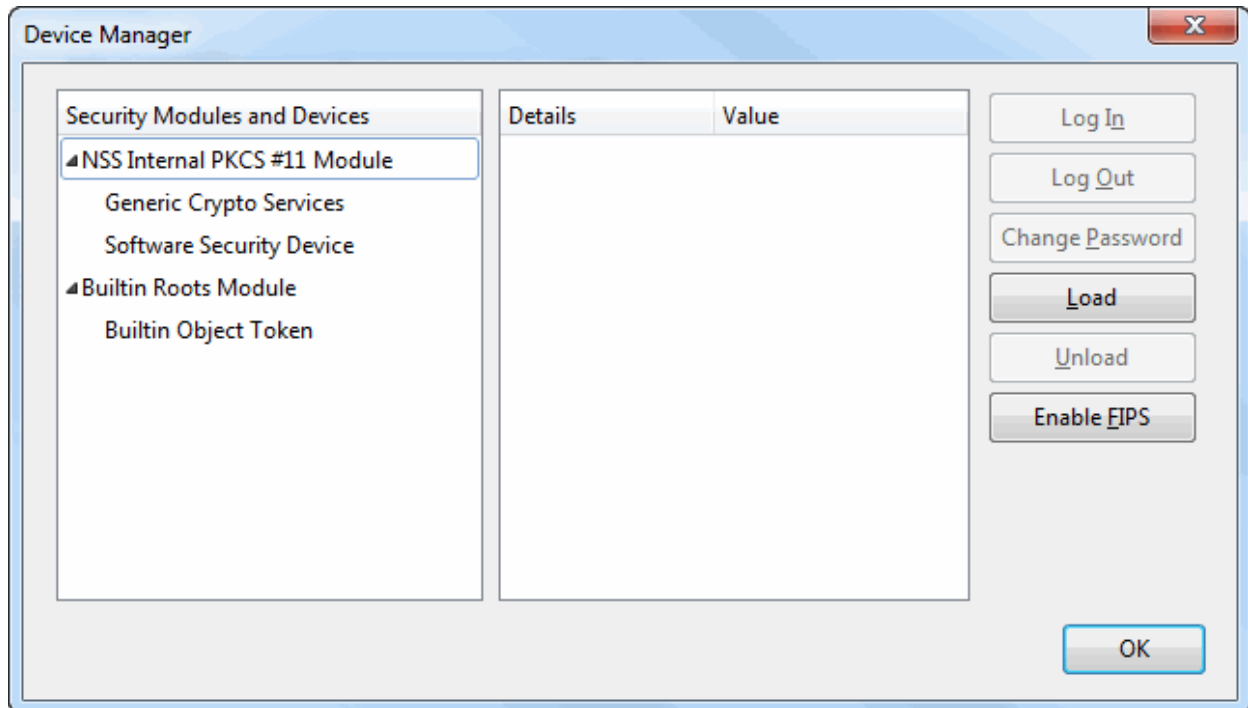 Device Manager
Security Modules and Devices
Details Value
NSS Internal PKCS #11 Module
Generic Crypto Services
Software Security Device
Builtin Roots Module
Builtin Object Token
Log In
Log Out
Change Password
Load
Unload
Enable FIPS
OK